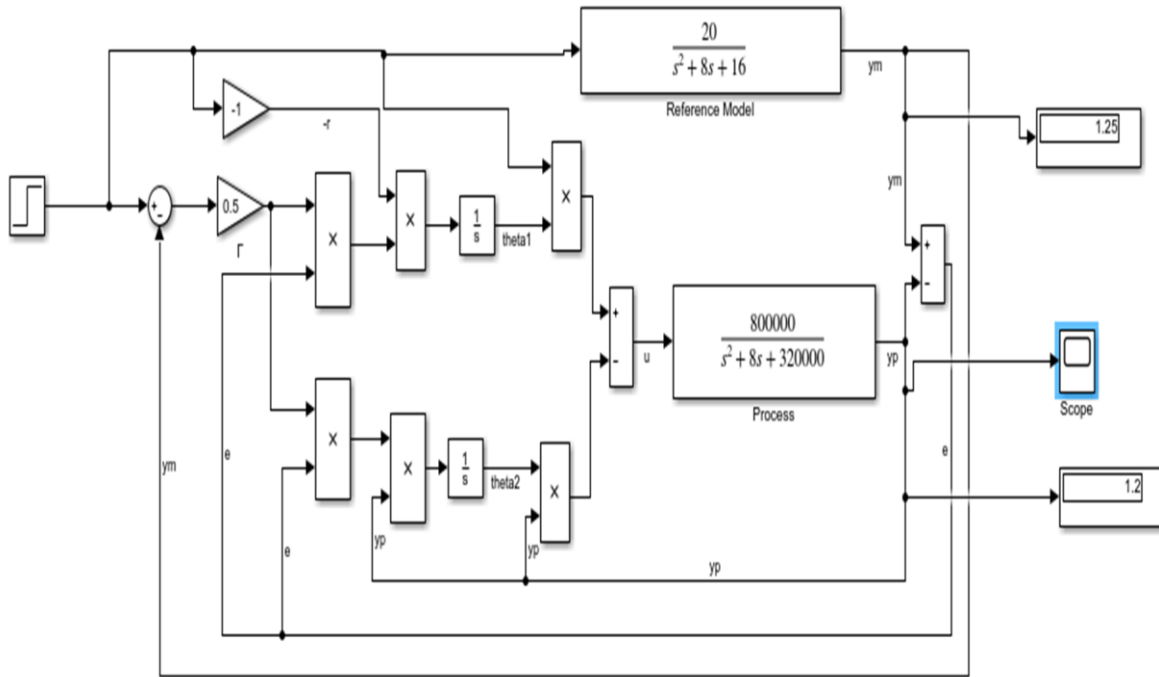 20
s² + 8s + 16
Reference Model
ym
-1
-r
1.25
ym
+
-
0.5
Γ
×
×
1
s
theta1
×
+
-
+
-
u
800000
s² + 8s + 320000
Process
yp
Scope
e
ym
e
×
×
1
s
theta2
×
1.2
e
yp
yp
yp